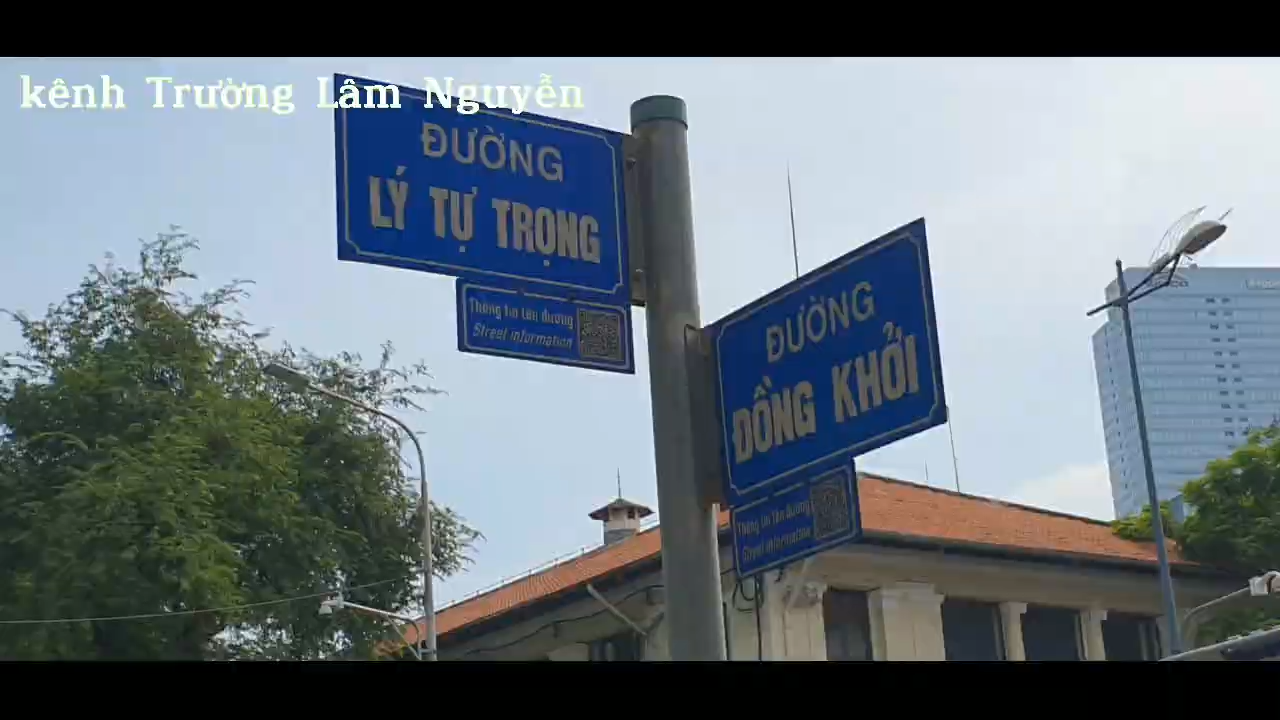 kênh Trường Lâm Nguyễn
ĐƯỜNG
LÝ TỰ TRỌNG
Thông tin tên đường
Street information
ĐƯỜNG
ĐỒNG KHỞI
Thông tin tên đường
Street information